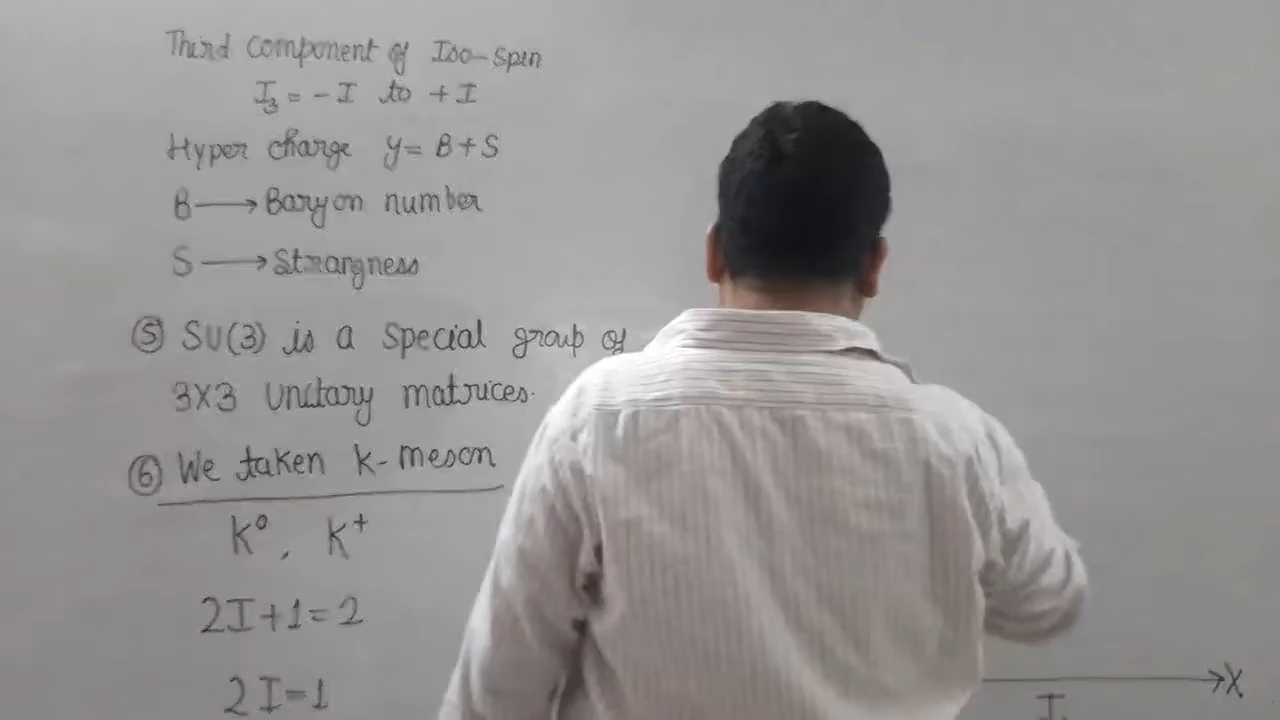 Third component of Iso-spin
I₃ = -I to +I
Hyper charge y = B+S
B → Baryon number
S → Strangness
⑤ SU(3) is a special group of
3X3 Unitary matrices.
⑥ We taken K-meson
K⁰, K⁺
2I+1=2
2I=1
X